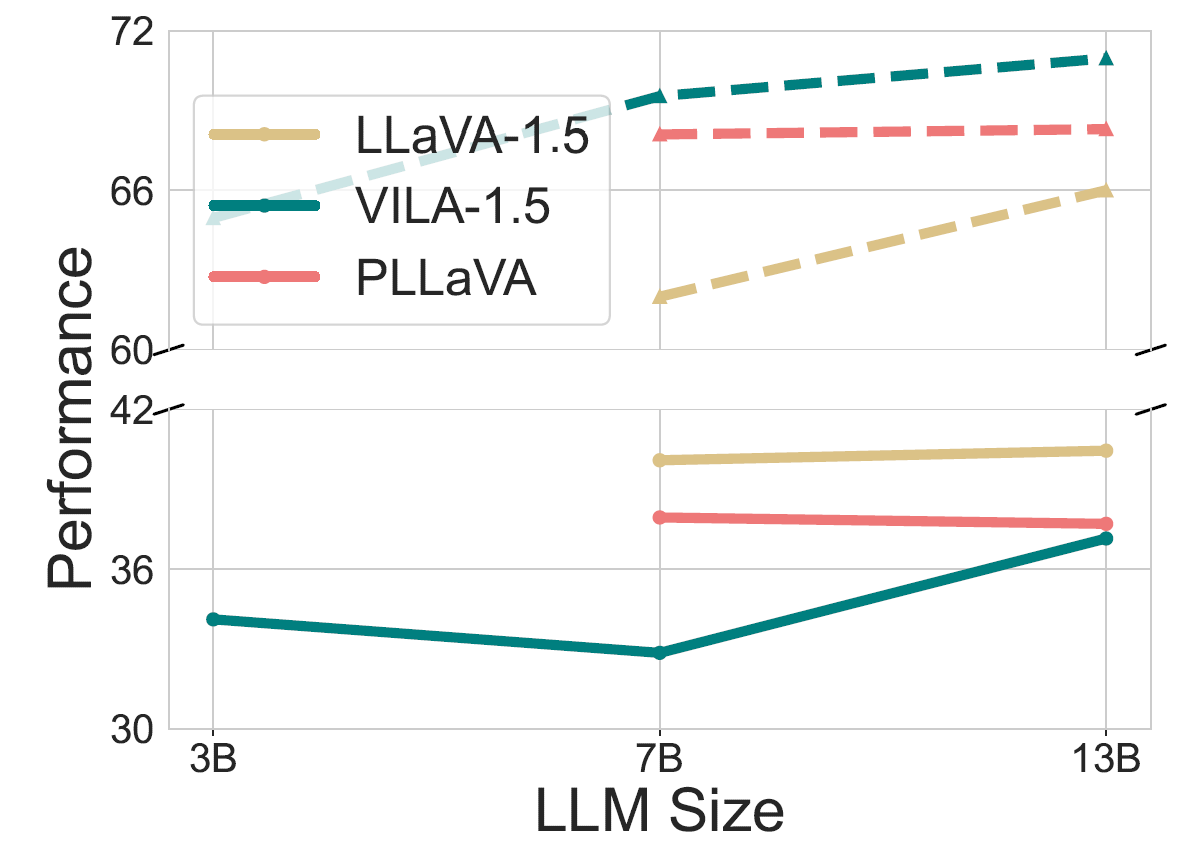 72
66
60
42
36
30
Performance
LLaVA-1.5
VILA-1.5
PLLaVA
3B 7B 13B
LLM Size